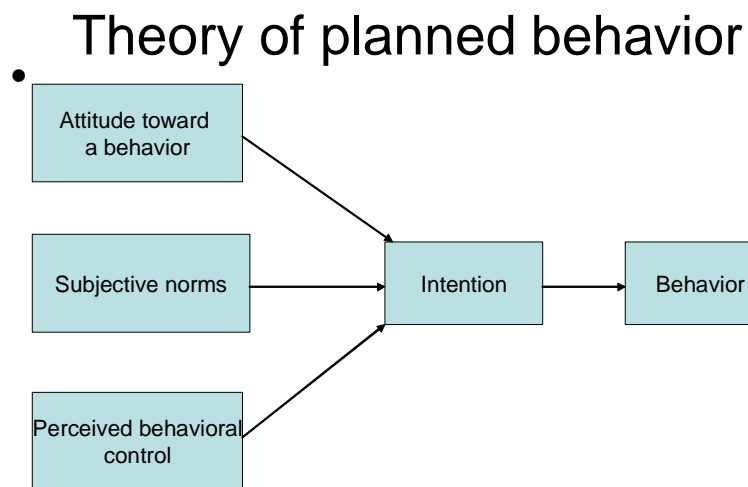 Theory of planned behavior
•
Attitude toward
a behavior
Subjective norms
Intention
Behavior
Perceived behavioral
control